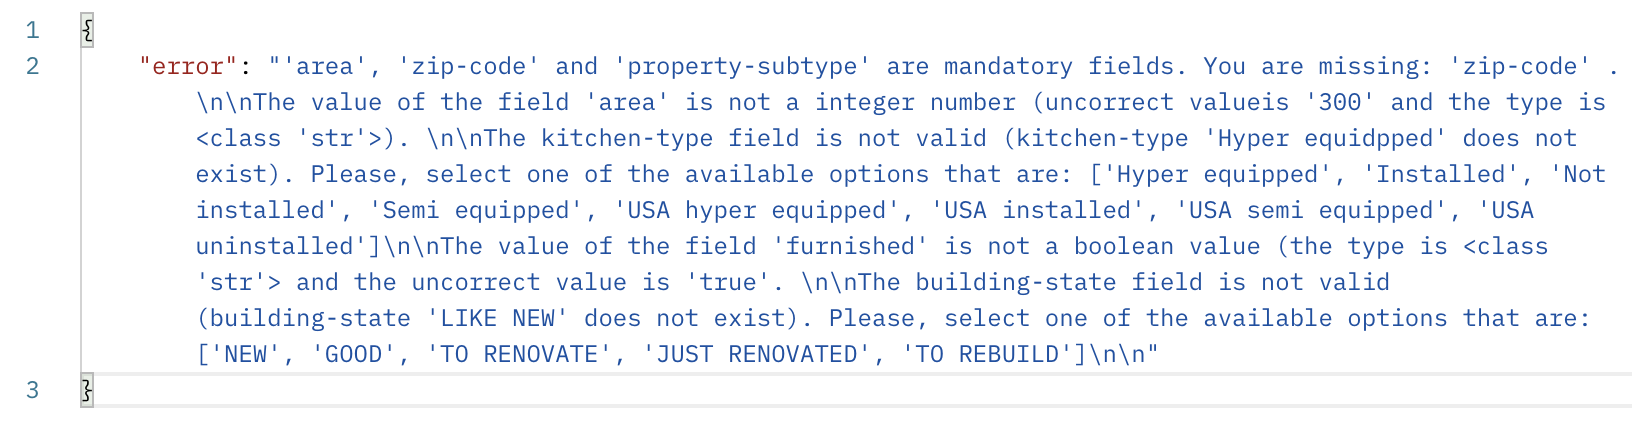 1 {
2 "error": "'area', 'zip-code' and 'property-subtype' are mandatory fields. You are missing: 'zip-code' .
\n\nThe value of the field 'area' is not a integer number (uncorrect valueis '300' and the type is
<class 'str'>). \n\nThe kitchen-type field is not valid (kitchen-type 'Hyper equidpped' does not
exist). Please, select one of the available options that are: ['Hyper equipped', 'Installed', 'Not
installed', 'Semi equipped', 'USA hyper equipped', 'USA installed', 'USA semi equipped', 'USA
uninstalled']\n\nThe value of the field 'furnished' is not a boolean value (the type is <class
'str'> and the uncorrect value is 'true'. \n\nThe building-state field is not valid
(building-state 'LIKE NEW' does not exist). Please, select one of the available options that are:
['NEW', 'GOOD', 'TO RENOVATE', 'JUST RENOVATED', 'TO REBUILD']\n\n"
3 }